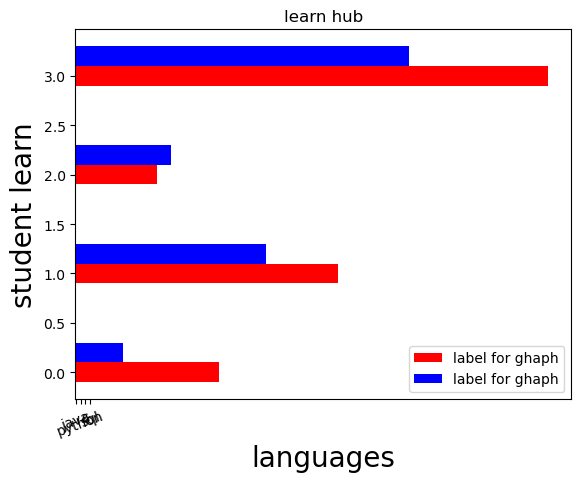 learn hub
3.0
2.5
2.0
1.5
1.0
0.5
0.0
student learn
label for ghaph
label for ghaph
python
languages